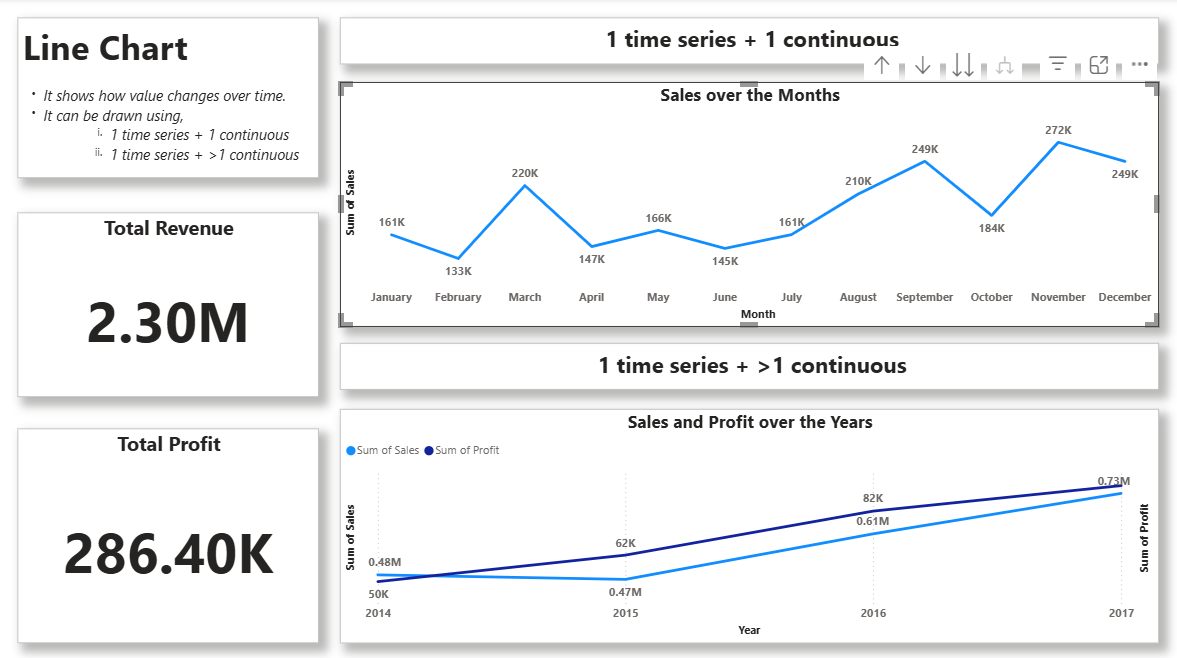 Line Chart
• It shows how value changes over time.
• It can be drawn using,
i. 1 time series + 1 continuous
ii. 1 time series + >1 continuous
Total Revenue
2.30M
Total Profit
286.40K
1 time series + 1 continuous
Sales over the Months
Sum of Sales
161K
133K
220K
147K
166K
145K
161K
210K
249K
184K
272K
249K
January February March April May June July August September October November December
Month
1 time series + >1 continuous
Sales and Profit over the Years
Sum of Sales Sum of Profit
Sum of Sales
0.48M
50K
62K
0.47M
82K
0.61M
0.73M
Sum of Profit
2014 2015 2016 2017
Year